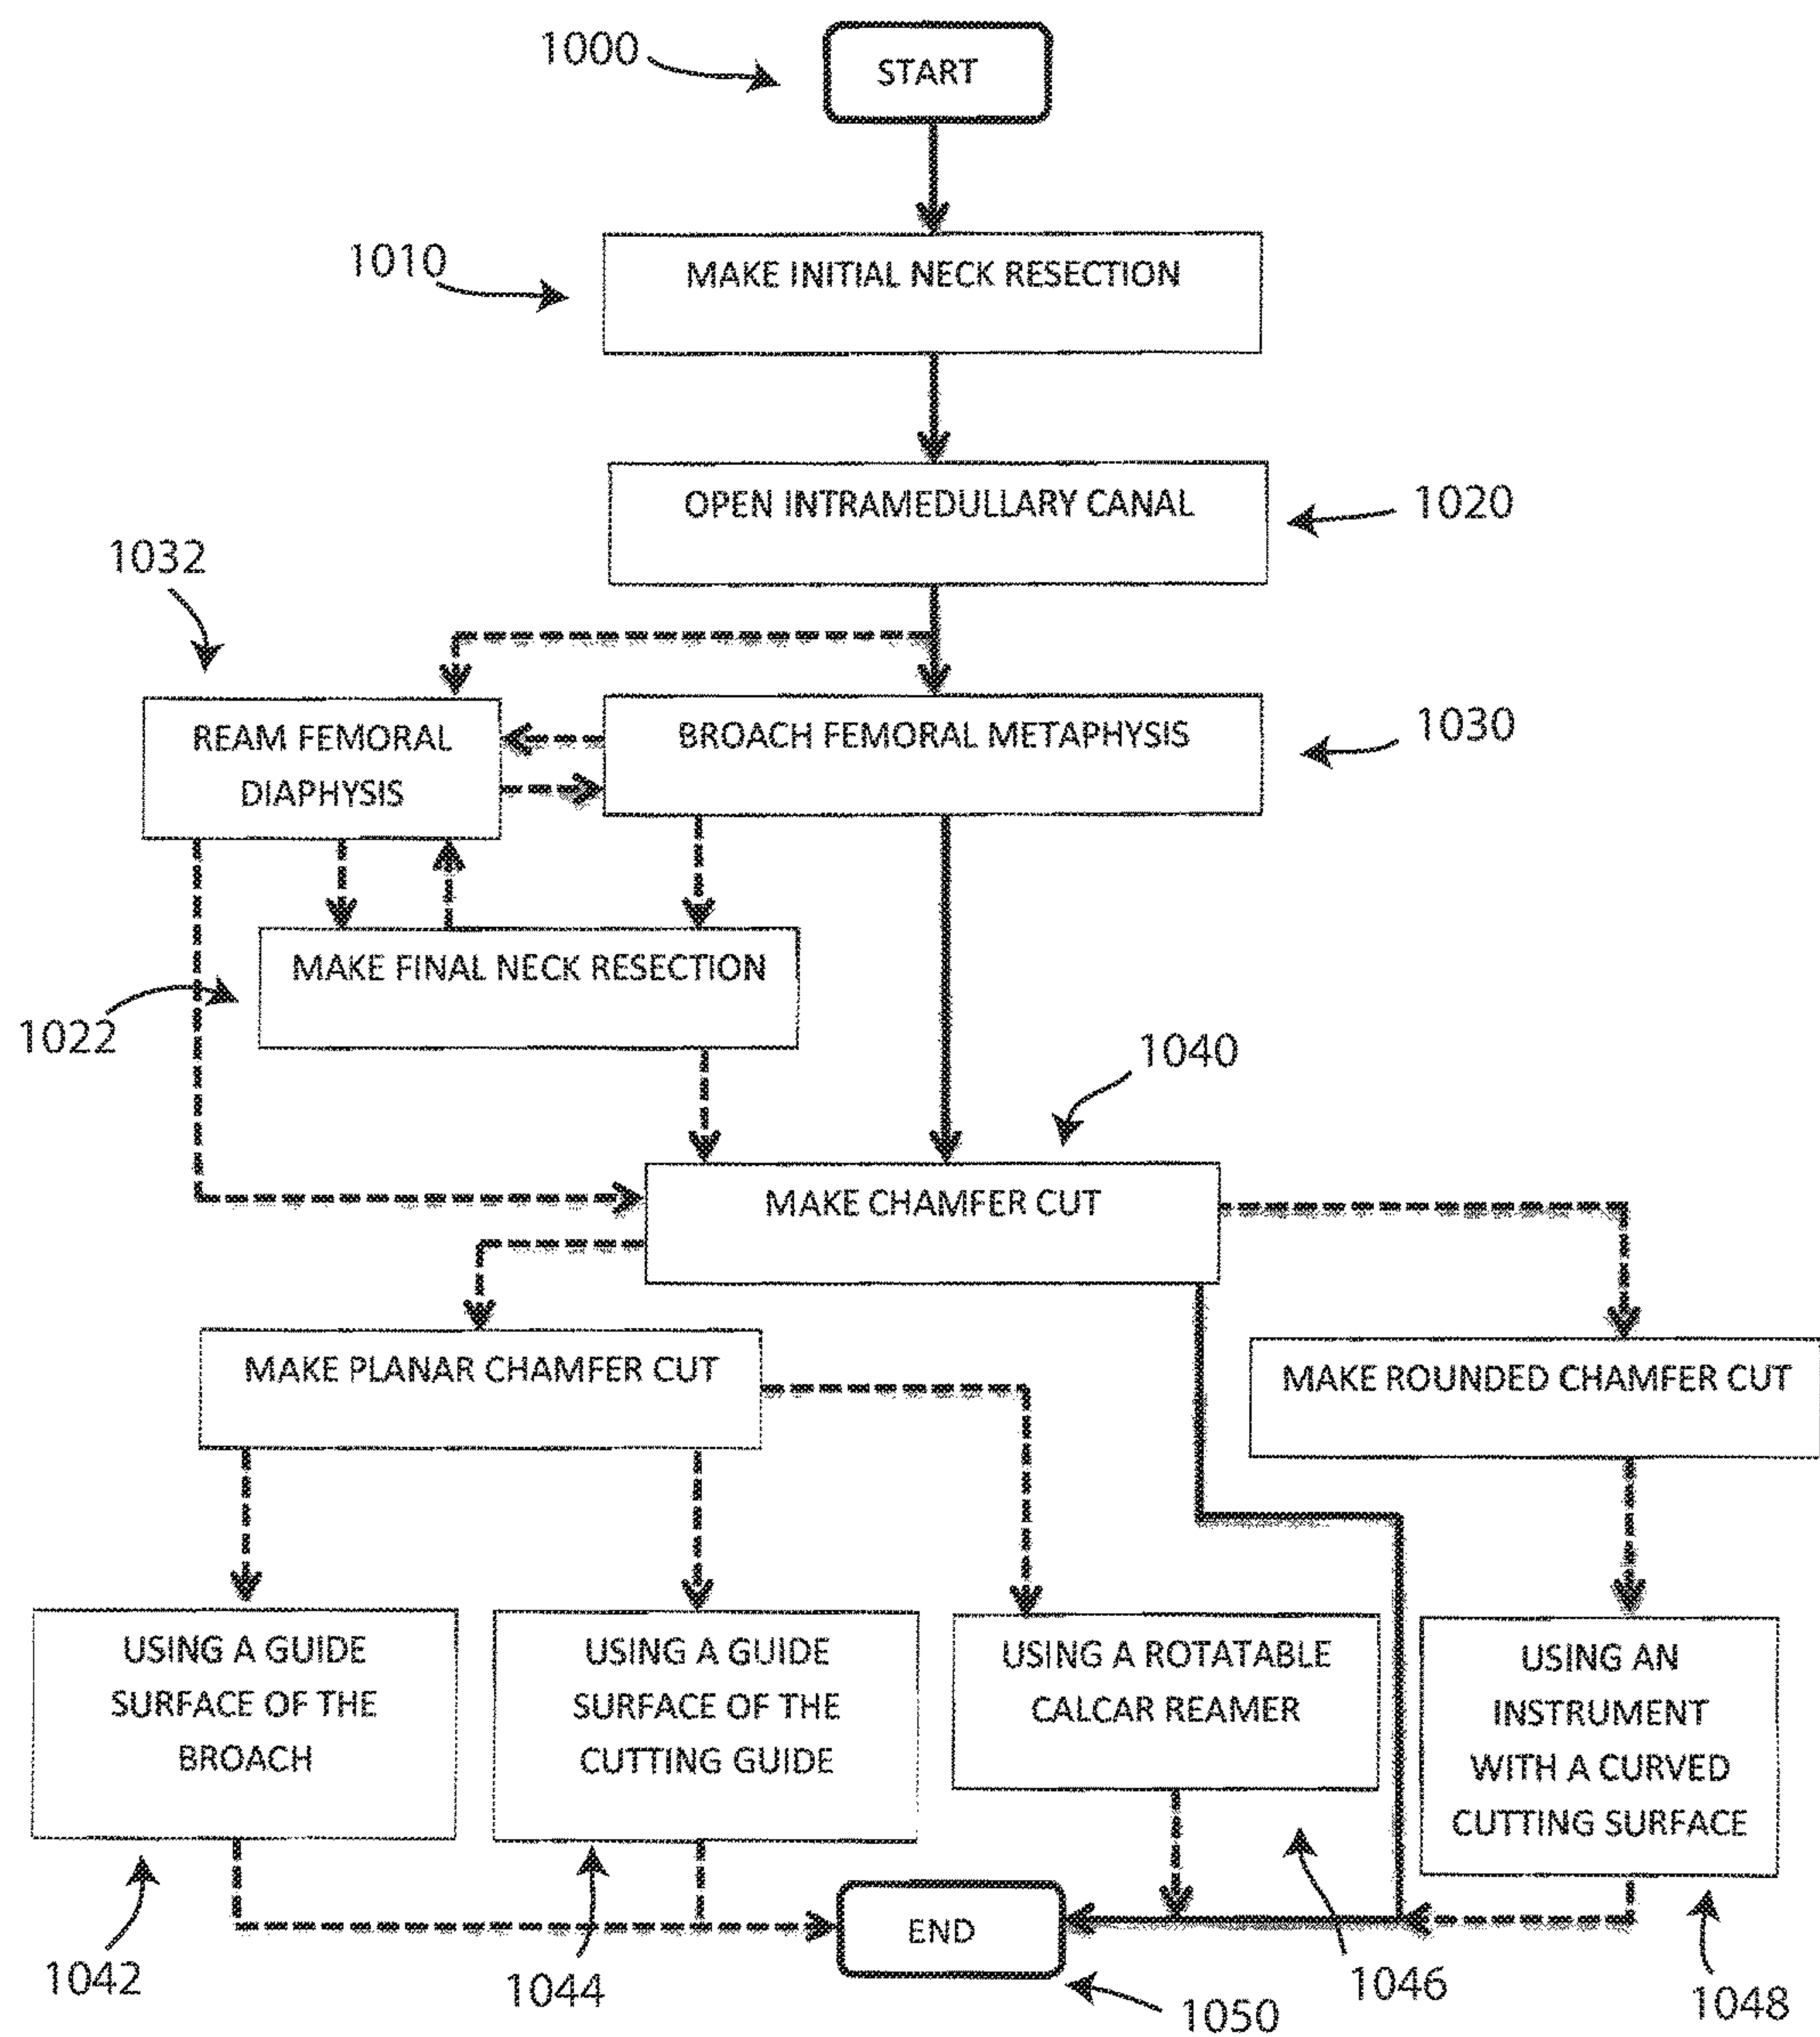 1000
START
1010
MAKE INITIAL NECK RESECTION
OPEN INTRAMEDULLARY CANAL
1020
1032
REAM FEMORAL
DIAPHYSIS
BROACH FEMORAL METAPHYSIS
1030
MAKE FINAL NECK RESECTION
1022
1040
MAKE CHAMFER CUT
MAKE PLANAR CHAMFER CUT
MAKE ROUNDED CHAMFER CUT
USING A GUIDE
SURFACE OF THE
BROACH
USING A GUIDE
SURFACE OF THE
CUTTING GUIDE
USING A ROTATABLE
CALCAR REAMER
USING AN
INSTRUMENT
WITH A CURVED
CUTTING SURFACE
END
1042
1044
1050
1046
1048